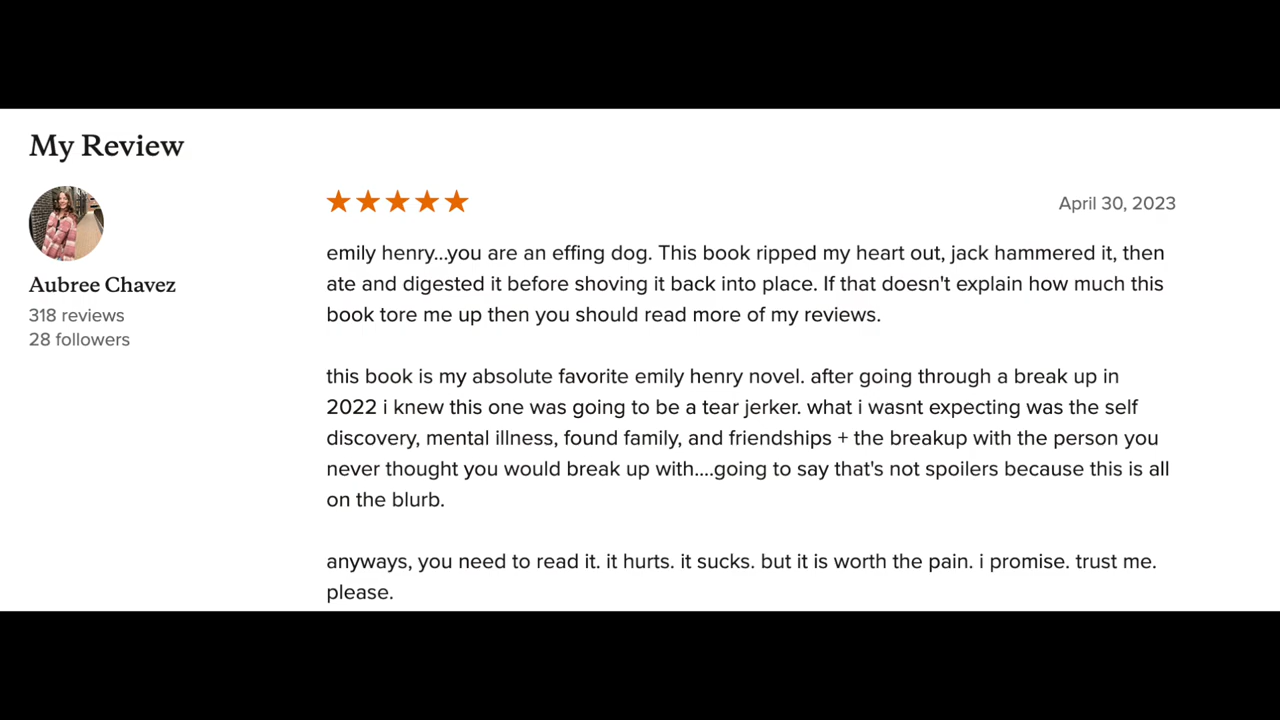 My Review
Aubree Chavez
318 reviews
28 followers
April 30, 2023
emily henry...you are an effing dog. This book ripped my heart out, jack hammered it, then
ate and digested it before shoving it back into place. If that doesn't explain how much this
book tore me up then you should read more of my reviews.
this book is my absolute favorite emily henry novel. after going through a break up in
2022 i knew this one was going to be a tear jerker. what i wasnt expecting was the self
discovery, mental illness, found family, and friendships + the breakup with the person you
never thought you would break up with....going to say that's not spoilers because this is all
on the blurb.
anyways, you need to read it. it hurts. it sucks. but it is worth the pain. i promise. trust me.
please.